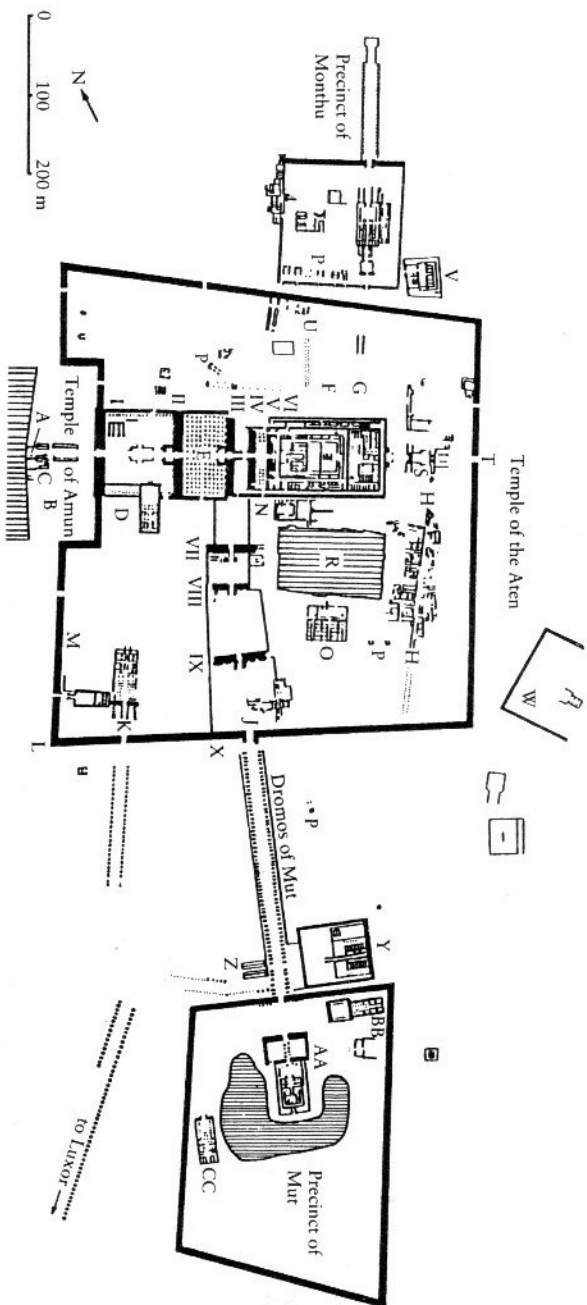 0 100 200 m
N
Precinct of
Monthu
P
V
U
P
I
II
III
IV
V
VI
F
G
A
C
B
Temple
of Amun
D
E
N
S
H
T
Temple of the Aten
R
VII
VIII
IX
X
O
P
H
J
M
K
L
W
Dromos of Mut
P
Z
Y
BB
AA
CC
Precinct of
Mut
to Luxor